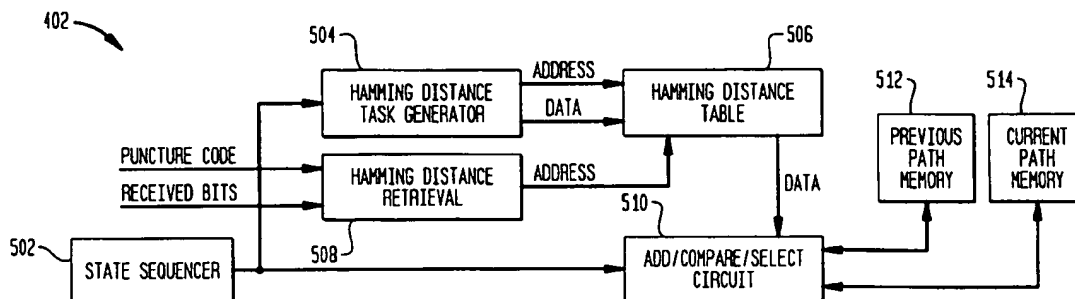 402
504
HAMMING DISTANCE
TASK GENERATOR
ADDRESS
DATA
506
HAMMING DISTANCE
TABLE
512
PREVIOUS
PATH
MEMORY
514
CURRENT
PATH
MEMORY
PUNCTURE CODE
RECEIVED BITS
HAMMING DISTANCE
RETRIEVAL
ADDRESS
508
DATA
510
ADD/COMPARE/SELECT
CIRCUIT
502
STATE SEQUENCER